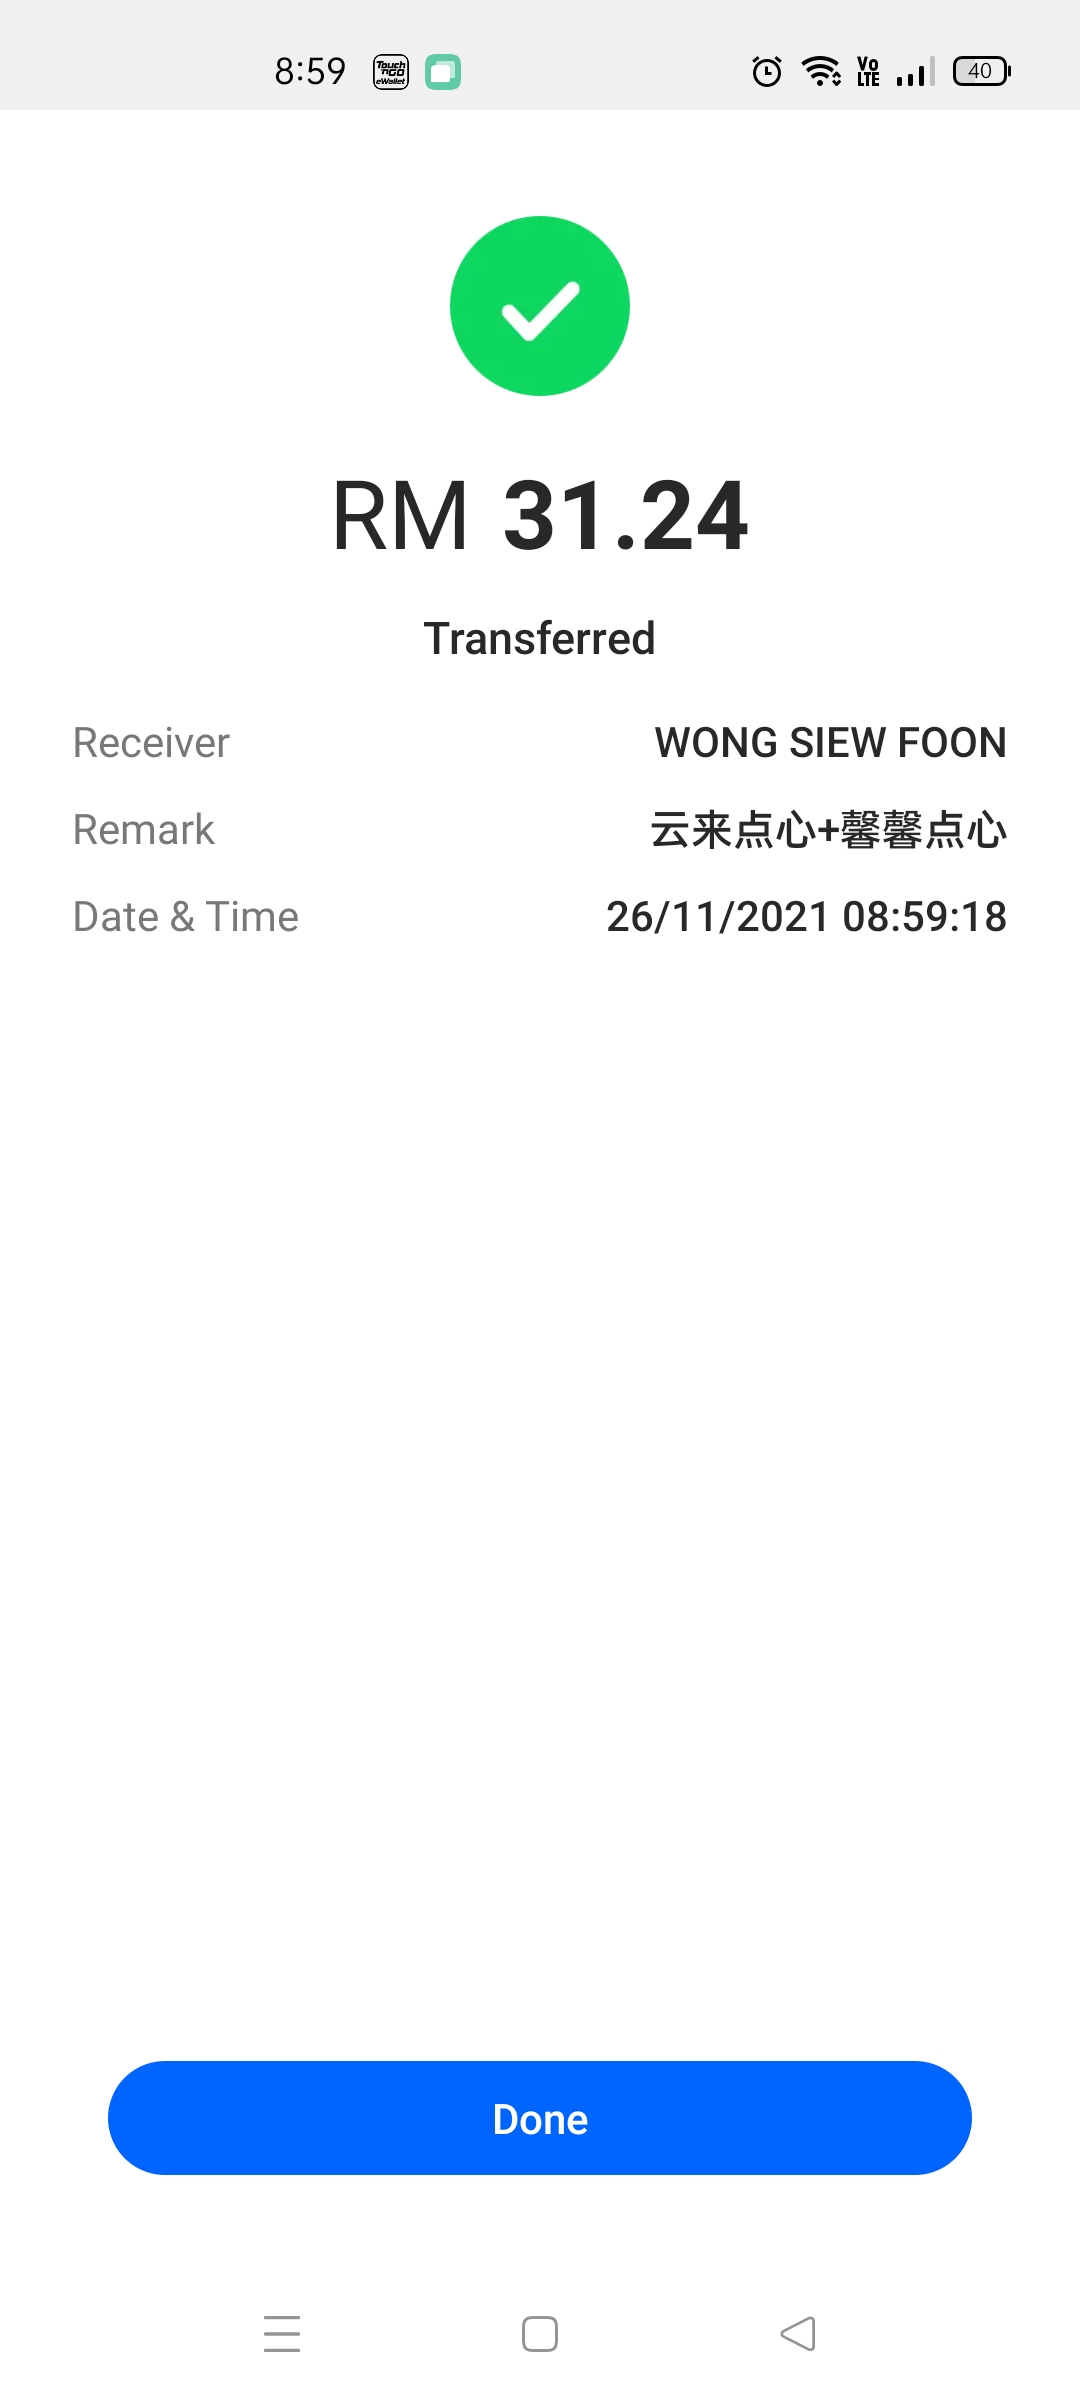 8:59 Touch 'n GO eWallet Vo LTE 40
RM 31.24
Transferred
Receiver WONG SIEW FOON
Remark 云来点心+馨馨点心
Date & Time 26/11/2021 08:59:18
Done